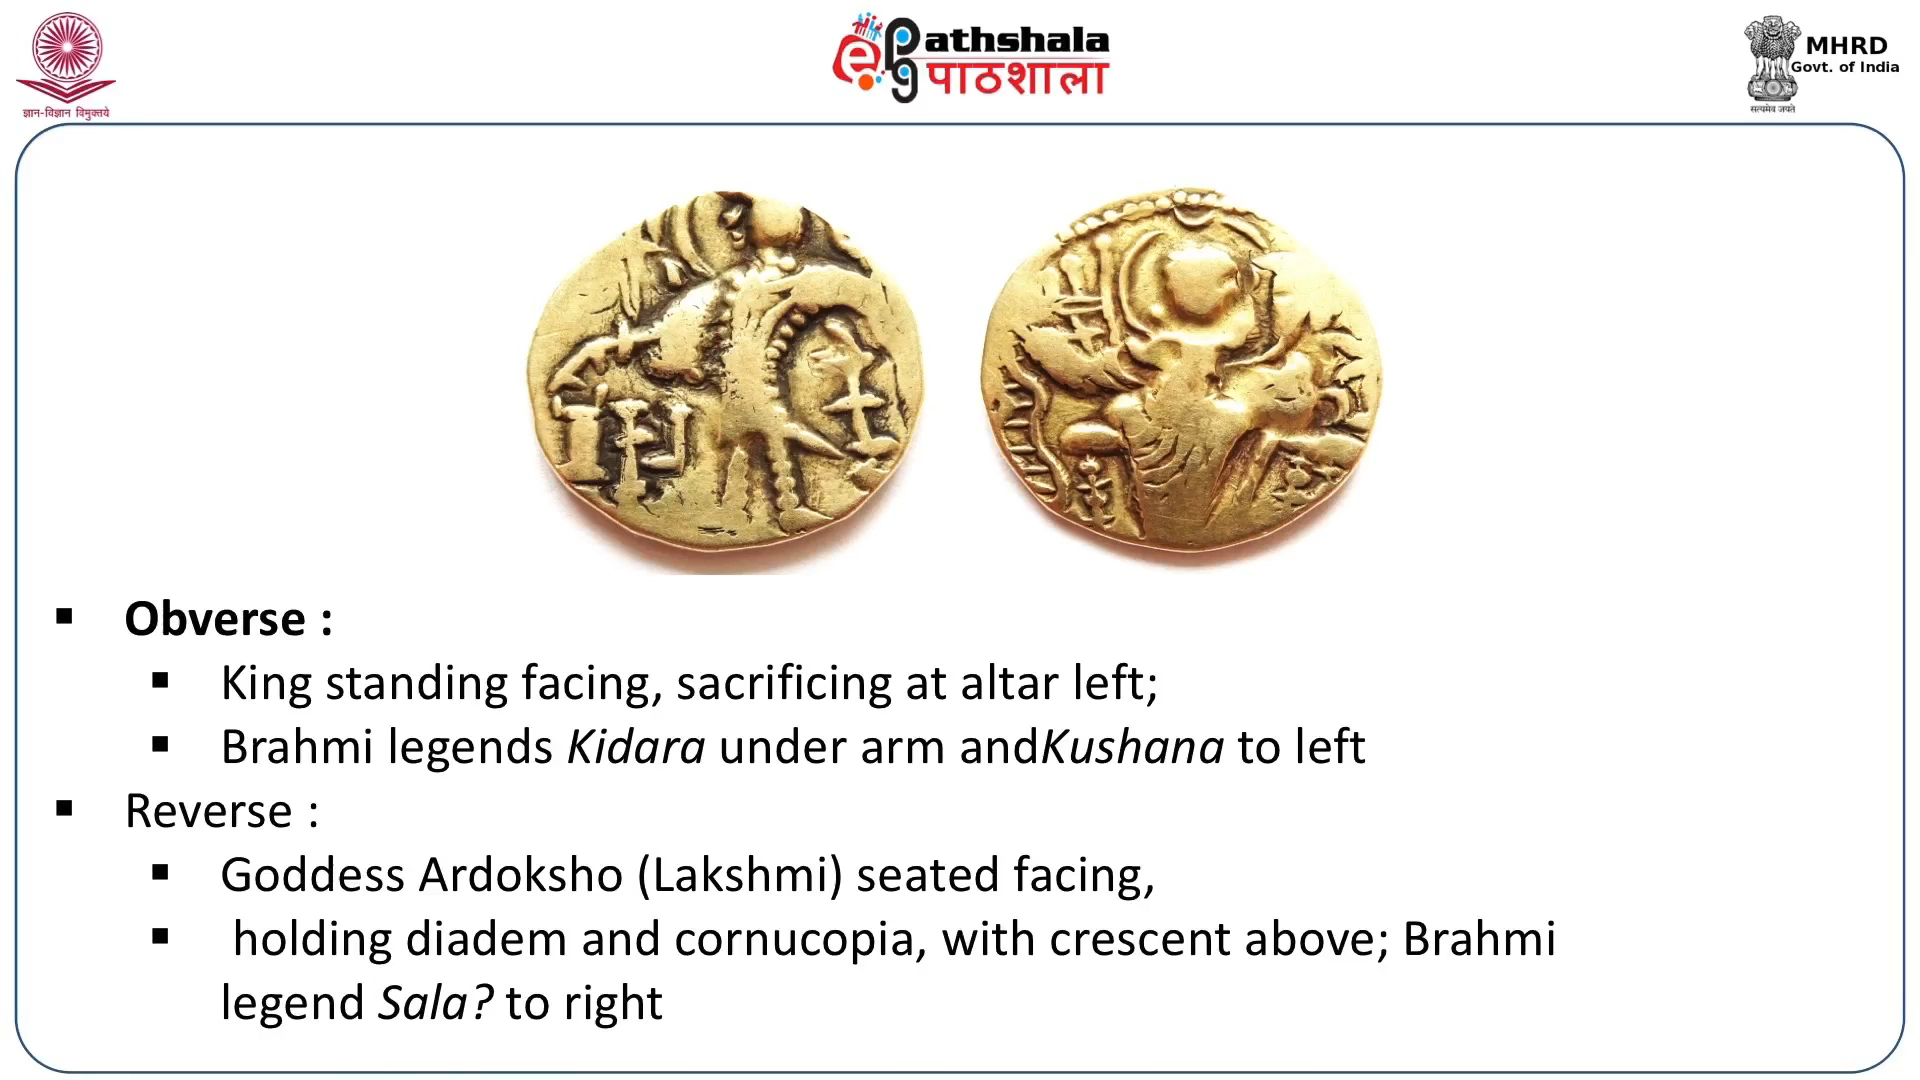 ज्ञान-विज्ञान विमुक्तये
ePathshala
पाठशाला
MHRD
Govt. of India
सत्यमेव जयते
▪ Obverse :
▪ King standing facing, sacrificing at altar left;
▪ Brahmi legends Kidara under arm andKushana to left
▪ Reverse :
▪ Goddess Ardoksho (Lakshmi) seated facing,
▪ holding diadem and cornucopia, with crescent above; Brahmi
legend Sala? to right